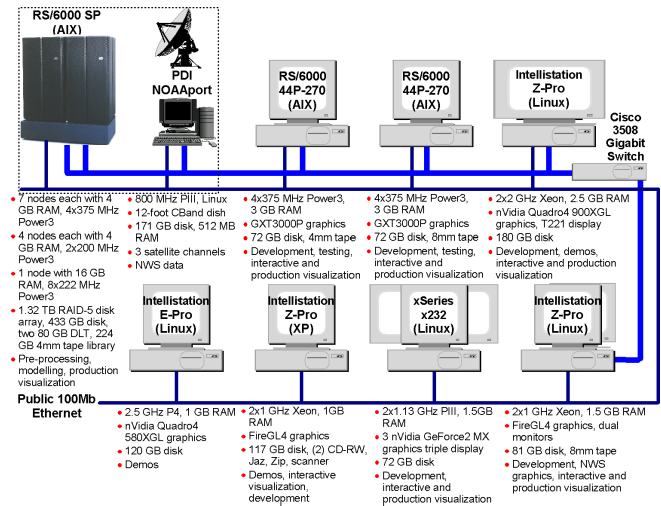 RS/6000 SP
(AIX)
PDI
NOAAport
RS/6000
44P-270
(AIX)
RS/6000
44P-270
(AIX)
Intellistation
Z-Pro
(Linux)
Cisco
3508
Gigabit
Switch
7 nodes each with 4
GB RAM, 4x375 MHz
Power3
4 nodes each with 4
GB RAM, 2x200 MHz
Power3
1 node with 16 GB
RAM, 8x222 MHz
Power3
1.32 TB RAID-5 disk
array, 433 GB disk,
two 80 GB DLT, 224
GB 4mm tape library
Pre-processing,
modelling, production
visualization
800 MHz PIII, Linux
12-foot CBand dish
171 GB disk, 512 MB
RAM
3 satellite channels
NWS data
4x375 MHz Power3,
3 GB RAM
GXT3000P graphics
72 GB disk, 4mm tape
Development, testing,
interactive and
production visualization
4x375 MHz Power3,
3 GB RAM
GXT3000P graphics
72 GB disk, 8mm tape
Development, testing,
interactive and
production visualization
2x2 GHz Xeon, 2.5 GB RAM
nVidia Quadro4 900XGL
graphics, T221 display
180 GB disk
Development, demos,
interactive and production
visualization
Intellistation
E-Pro
(Linux)
Intellistation
Z-Pro
(XP)
xSeries
x232
(Linux)
Intellistation
Z-Pro
(Linux)
Public 100Mb
Ethernet
2.5 GHz P4, 1 GB RAM
nVidia Quadro4
580XGL graphics
120 GB disk
Demos
2x1 GHz Xeon, 1GB
RAM
FireGL4 graphics
117 GB disk, (2) CD-RW,
Jaz, Zip, scanner
Demos, interactive
visualization,
development
2x1.13 GHz PIII, 1.5GB
RAM
3 nVidia GeForce2 MX
graphics triple display
72 GB disk
Development,
interactive and
production visualization
2x1 GHz Xeon, 1.5 GB RAM
FireGL4 graphics, dual
monitors
81 GB disk, 8mm tape
Development, NWS
graphics, interactive and
production visualization